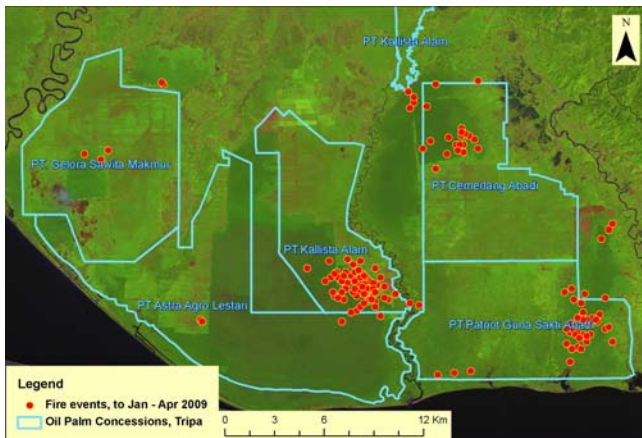 PT Kallista Alam
N
PT. Gelora Sawita Makmur
PT Cemerlang Abadi
PT Kallista Alam
PT Astra Agro Lestari
PT Patriot Guna Sakti Abadi
Legend
Fire events, to Jan - Apr 2009
Oil Palm Concessions, Tripa
0 3 6 12 Km